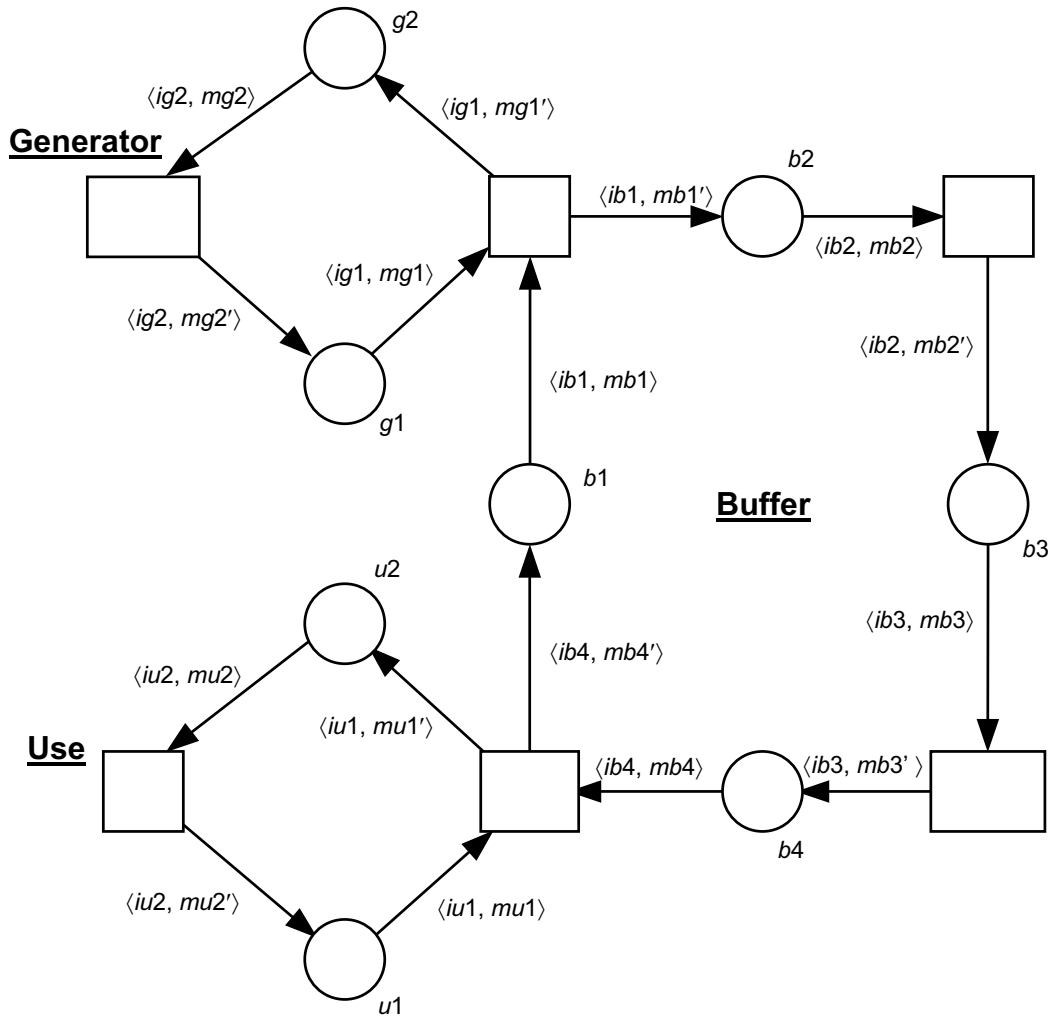 g2
⟨ig2, mg2⟩
⟨ig1, mg1′⟩
Generator
b2
⟨ib1, mb1′⟩
⟨ib2, mb2⟩
⟨ig1, mg1⟩
⟨ig2, mg2′⟩
⟨ib2, mb2′⟩
⟨ib1, mb1⟩
g1
b1
Buffer
b3
u2
⟨ib3, mb3⟩
⟨ib4, mb4′⟩
⟨iu2, mu2⟩
⟨iu1, mu1′⟩
Use
⟨ib4, mb4⟩
⟨ib3, mb3’ ⟩
b4
⟨iu2, mu2′⟩
⟨iu1, mu1⟩
u1